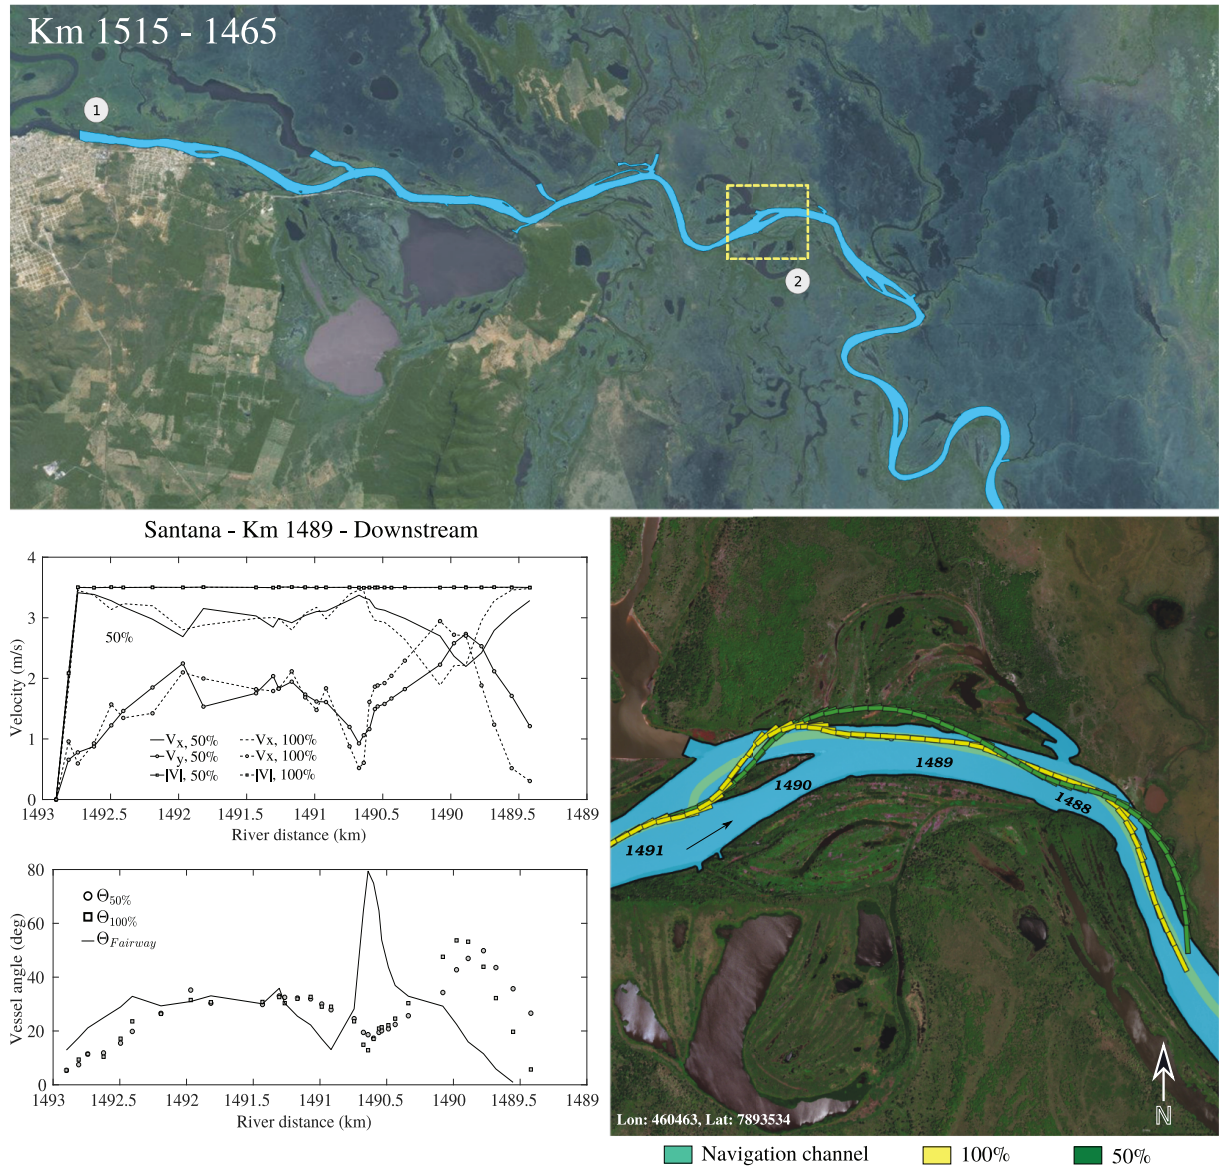 Km 1515 - 1465
1
2
Santana - Km 1489 - Downstream
4
3
2
1
0
Velocity (m/s)
50%
Vx, 50%
Vx, 100%
Vy, 50%
Vx, 100%
|V|, 50%
|V|, 100%
1493 1492.5 1492 1491.5 1491 1490.5 1490 1489.5 1489
River distance (km)
80
60
40
20
0
Vessel angle (deg)
Θ50%
Θ100%
ΘFairway
1493 1492.5 1492 1491.5 1491 1490.5 1490 1489.5 1489
River distance (km)
1489
1490
1488
1491
N
Lon: 460463, Lat: 7893534
Navigation channel
100%
50%